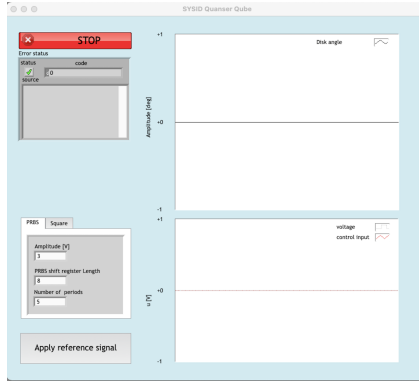 SYSID Quanser Qube
STOP
Error status
status code
0
source
+1
Disk angle
Amplitude [deg]
+0
-1
PRBS Square
Amplitude [V]
3
PRBS shift register Length
8
Number of periods
5
Apply reference signal
+1
voltage
control input
u [V]
+0
-1